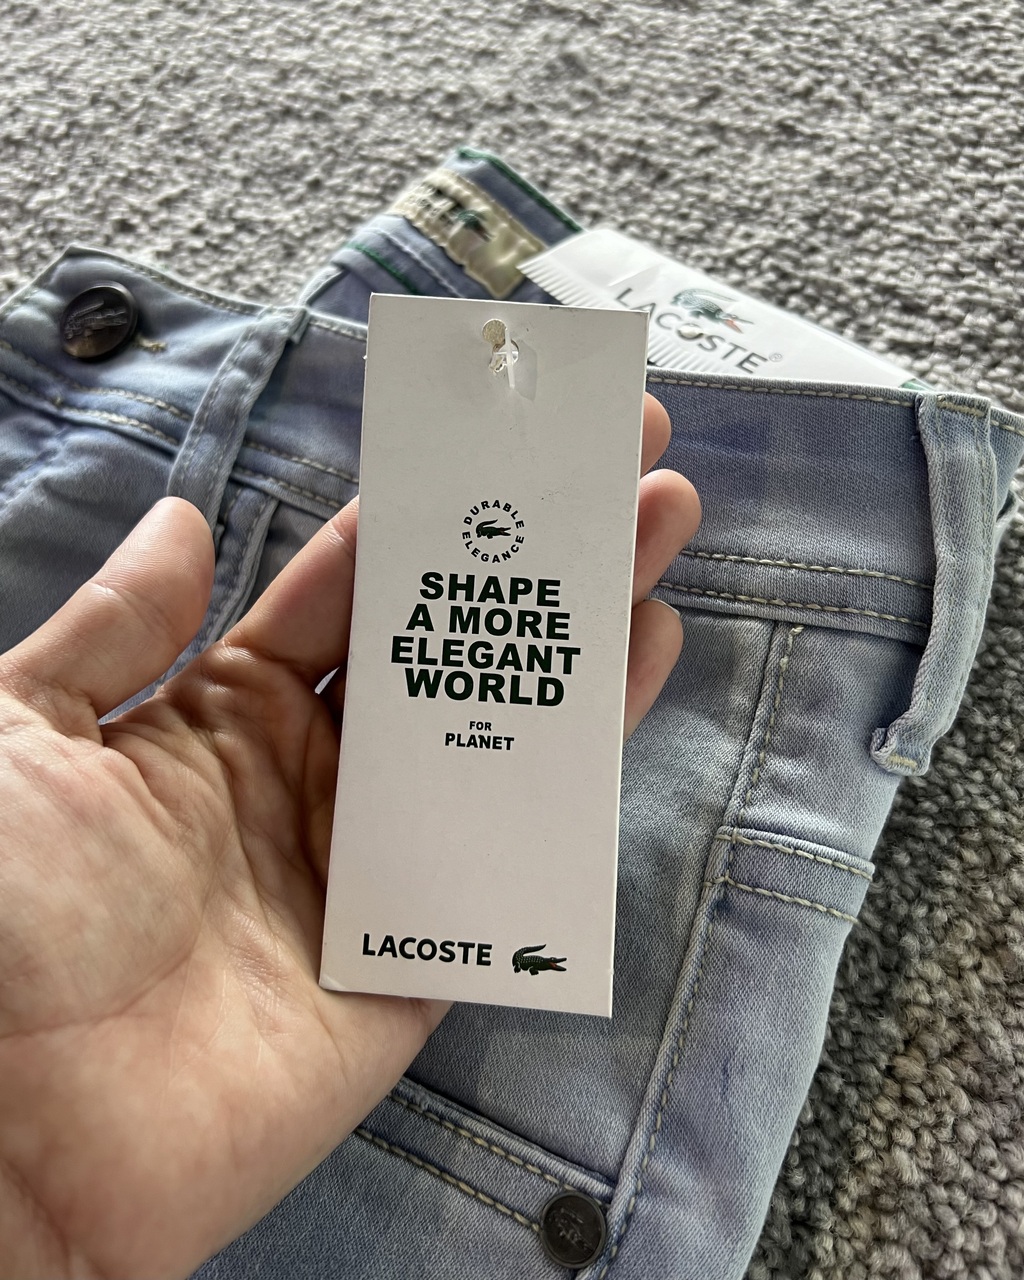 LACOSTE®
DURABLE
ELEGANCE
SHAPE
A MORE
ELEGANT
WORLD
FOR
PLANET
LACOSTE